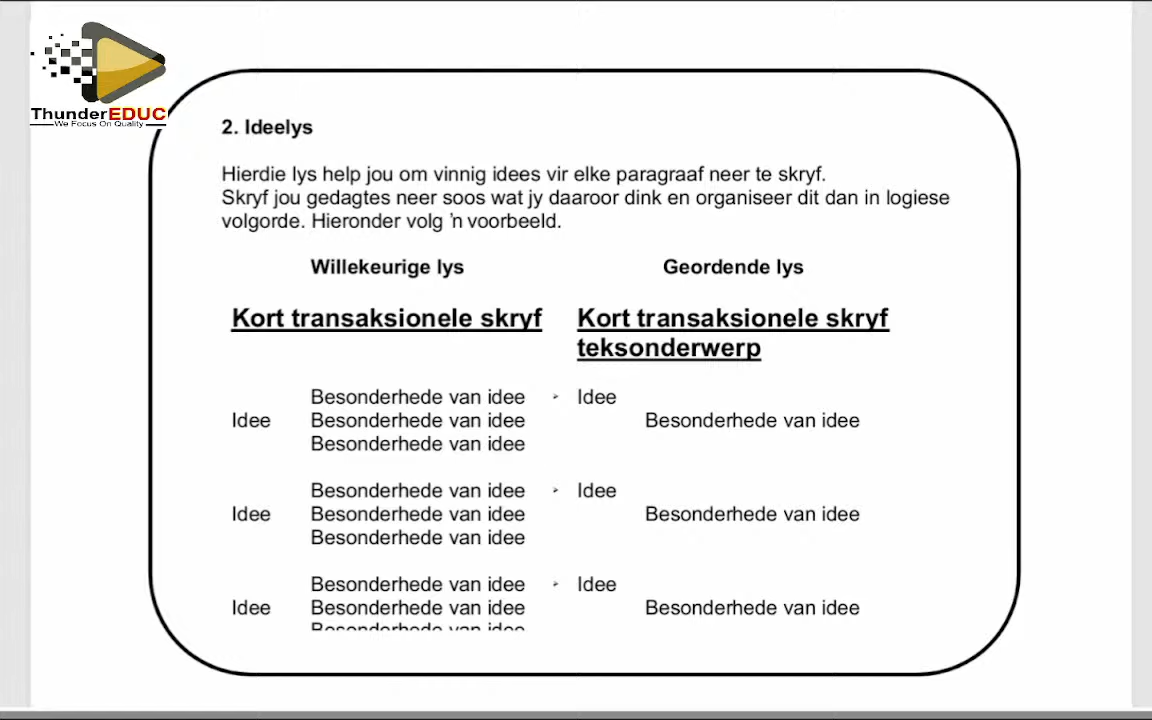 ThunderEDUC
We Focus On Quality
2. Ideelys
Hierdie lys help jou om vinnig idees vir elke paragraaf neer te skryf.
Skryf jou gedagtes neer soos wat jy daaroor dink en organiseer dit dan in logiese
volgorde. Hieronder volg 'n voorbeeld.
Willekeurige lys Geordende lys
Kort transaksionele skryf Kort transaksionele skryf
teksonderwerp
Besonderhede van idee ➢ Idee
Idee Besonderhede van idee Besonderhede van idee
Besonderhede van idee
Besonderhede van idee ➢ Idee
Idee Besonderhede van idee Besonderhede van idee
Besonderhede van idee
Besonderhede van idee ➢ Idee
Idee Besonderhede van idee Besonderhede van idee
Besonderhede van idee